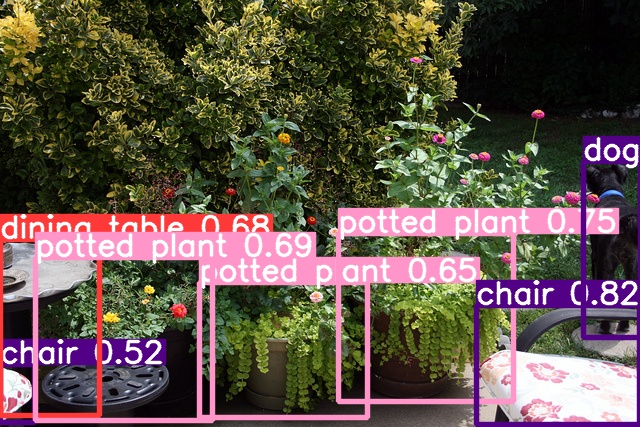 dog
dining table 0.68
potted plant 0.75
potted plant 0.69
potted plant 0.65
chair 0.82
chair 0.52